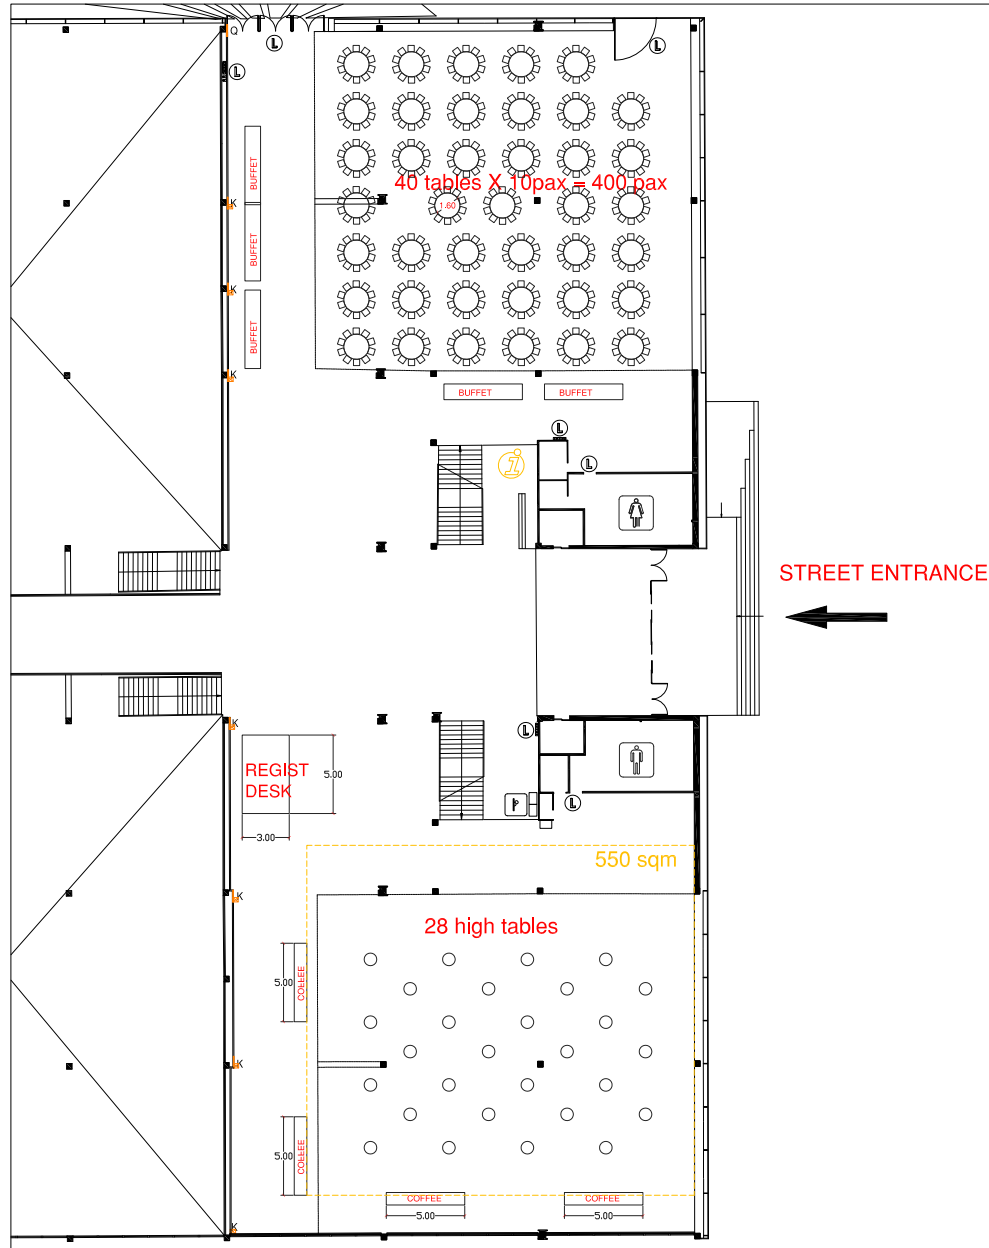 Q
L
L
L
BUFFET
40 tables X 10pax = 400 pax
K
1.60
BUFFET
K
BUFFET
K
BUFFET
BUFFET
L
L
i
STREET ENTRANCE
K
L
REGIST
DESK
5.00
3.00
L
550 sqm
K
28 high tables
5.00
COFFEE
K
5.00
COFFEE
COFFEE
COFFEE
5.00
5.00
K